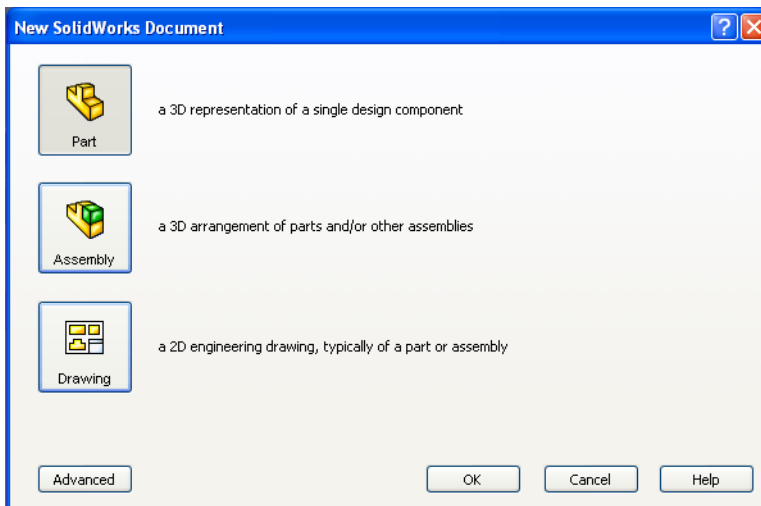 New SolidWorks Document
Part
a 3D representation of a single design component
Assembly
a 3D arrangement of parts and/or other assemblies
Drawing
a 2D engineering drawing, typically of a part or assembly
Advanced OK Cancel Help